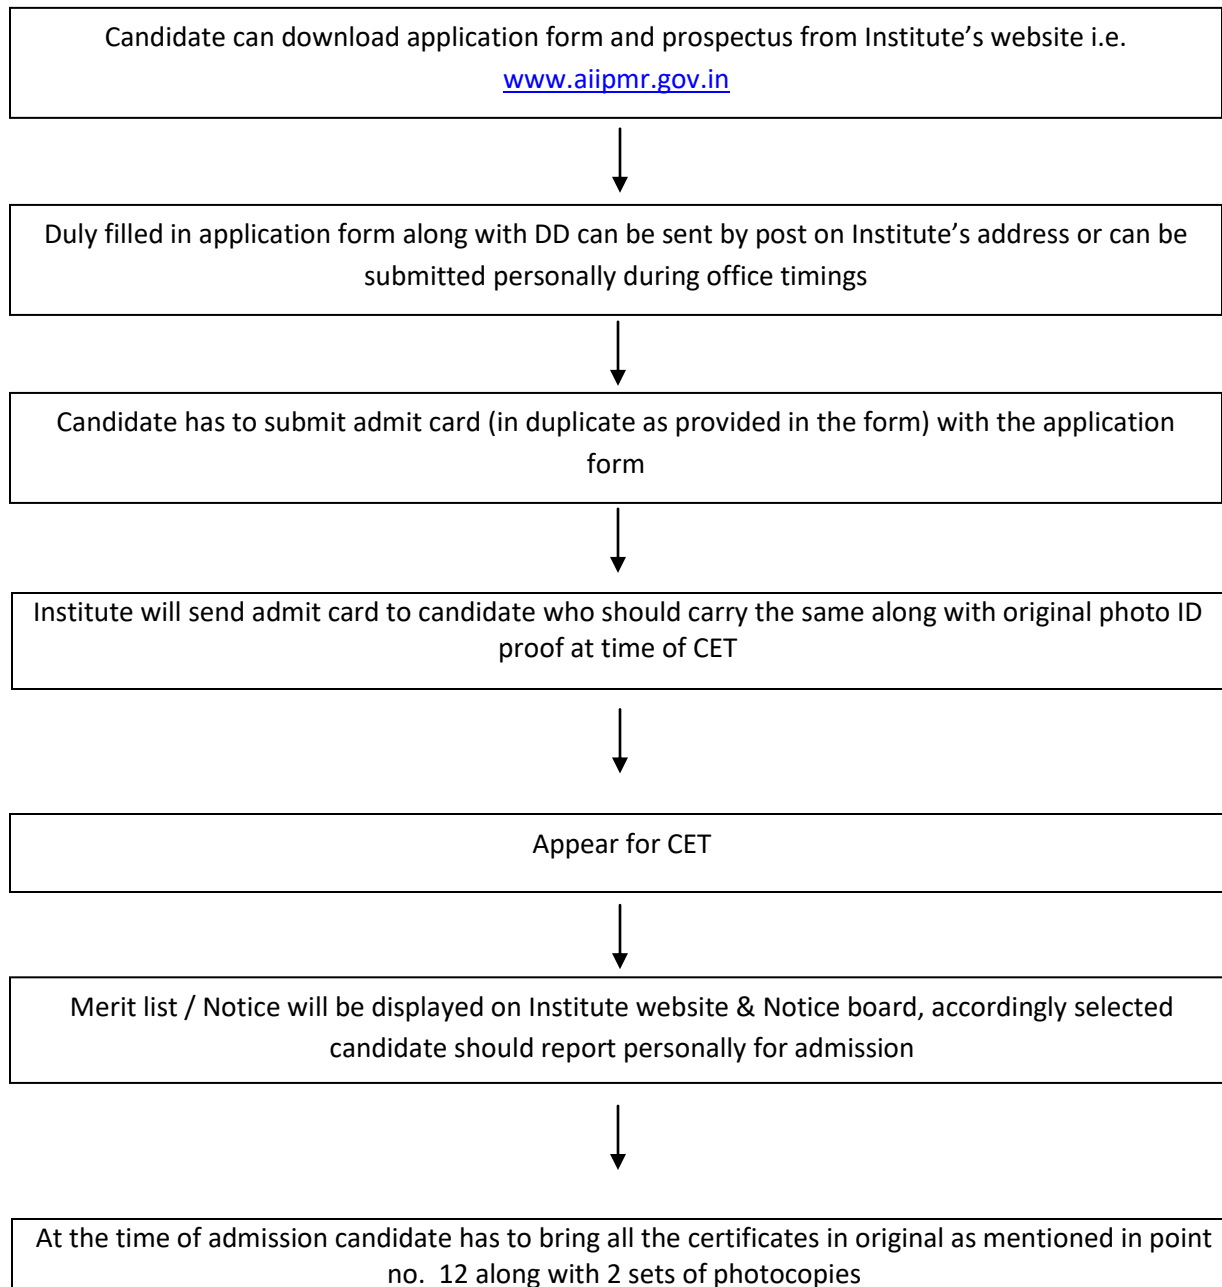 Candidate can download application form and prospectus from Institute’s website i.e.
www.aiipmr.gov.in
Duly filled in application form along with DD can be sent by post on Institute’s address or can be
submitted personally during office timings
Candidate has to submit admit card (in duplicate as provided in the form) with the application
form
Institute will send admit card to candidate who should carry the same along with original photo ID
proof at time of CET
Appear for CET
Merit list / Notice will be displayed on Institute website & Notice board, accordingly selected
candidate should report personally for admission
At the time of admission candidate has to bring all the certificates in original as mentioned in point
no.  12 along with 2 sets of photocopies